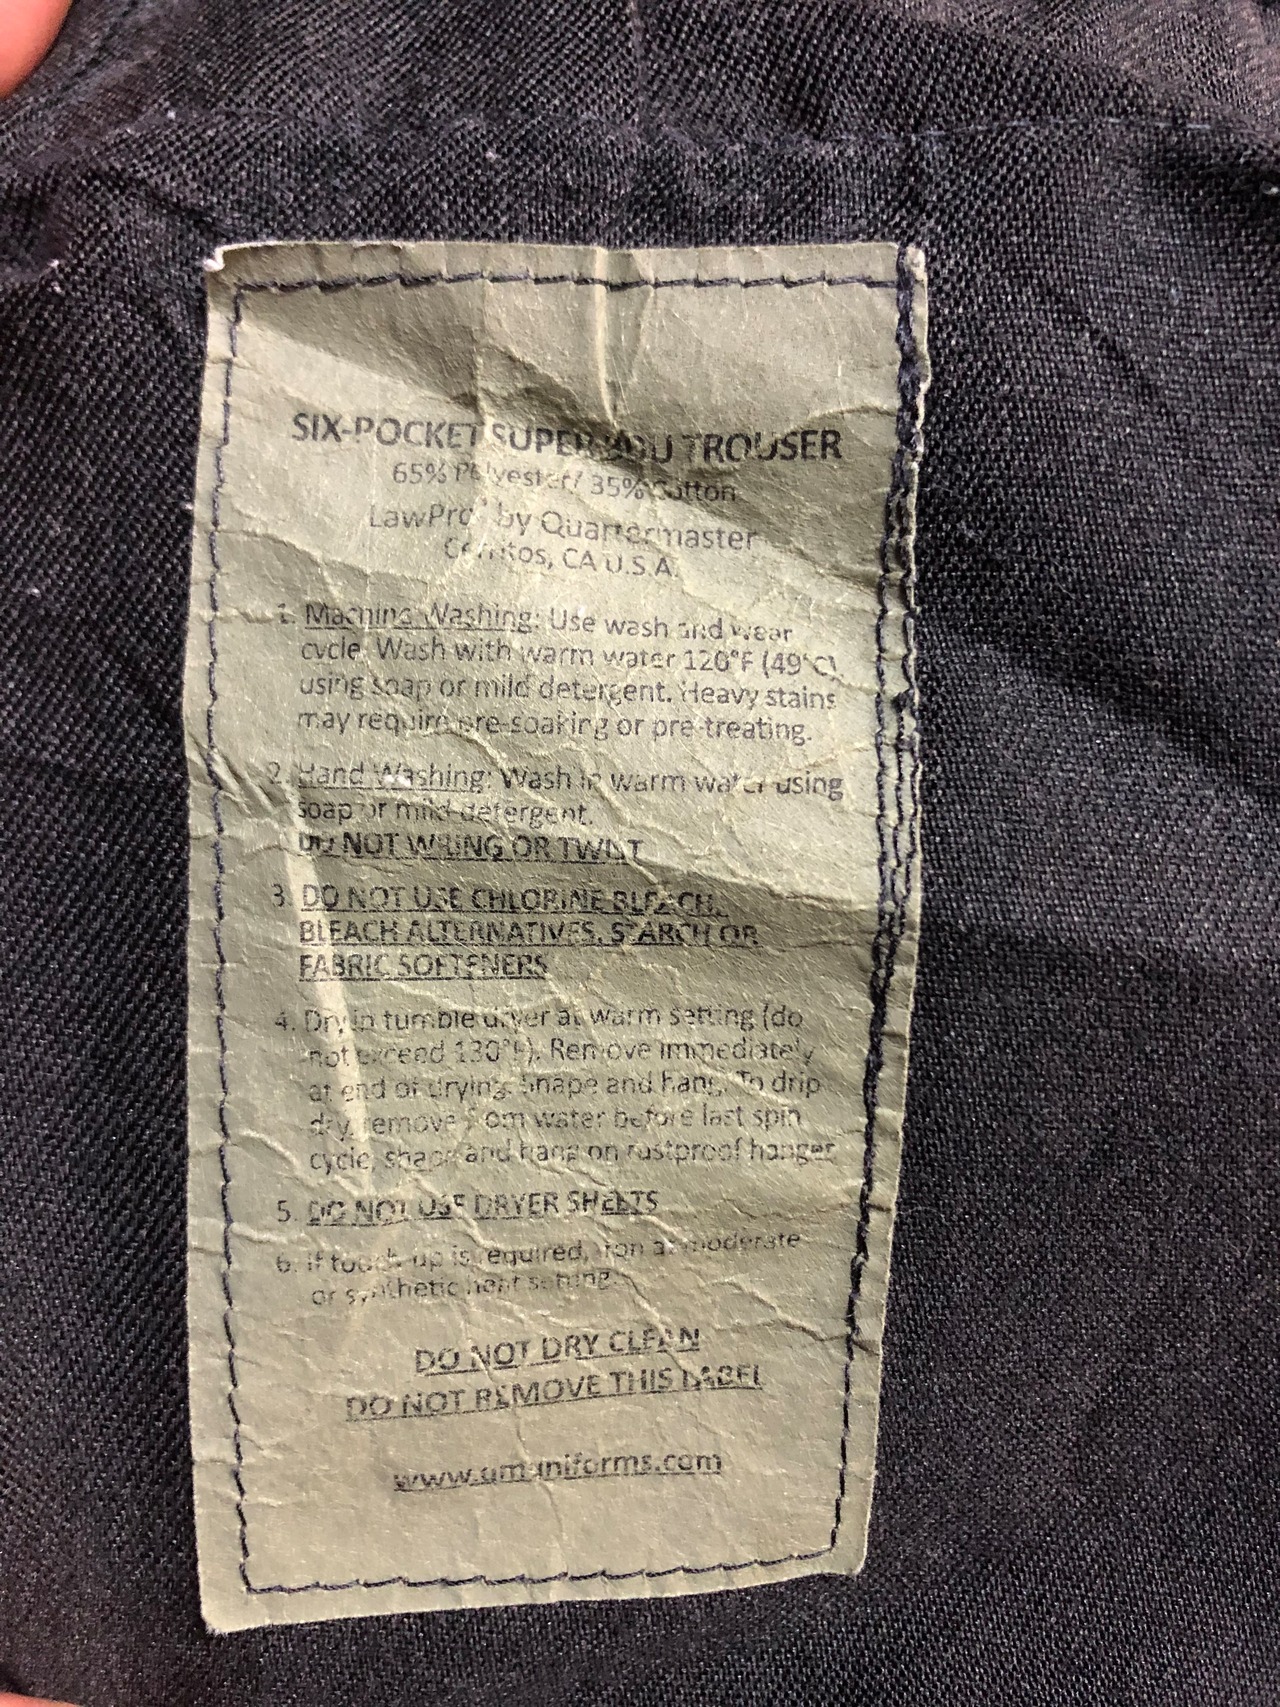 SIX-POCKET SUPER TROUSER
65% Polyester/ 35% Cotton
LawPro® by Quartermaster
Cerritos, CA U.S.A.
1. Machine Washing: Use wash and wear
cycle. Wash with warm water 120°F (49°C)
using soap or mild detergent. Heavy stains
may require pre-soaking or pre-treating.
2. Hand Washing: Wash in warm water using
soap or mild detergent.
DO NOT WRING OR TWIST
3. DO NOT USE CHLORINE BLEACH,
BLEACH ALTERNATIVES, STARCH OR
FABRIC SOFTENERS
4. Dry in tumble dryer at warm setting (do
not exceed 130°F). Remove immediately
at end of drying. Shape and hang. To drip
dry, remove from water before last spin
cycle, shape and hang on rustproof hanger.
5. DO NOT USE DRYER SHEETS
6. If touch-up is required, iron at moderate
or synthetic heat setting.
DO NOT DRY CLEAN
DO NOT REMOVE THIS LABEL
www.qmuniforms.com